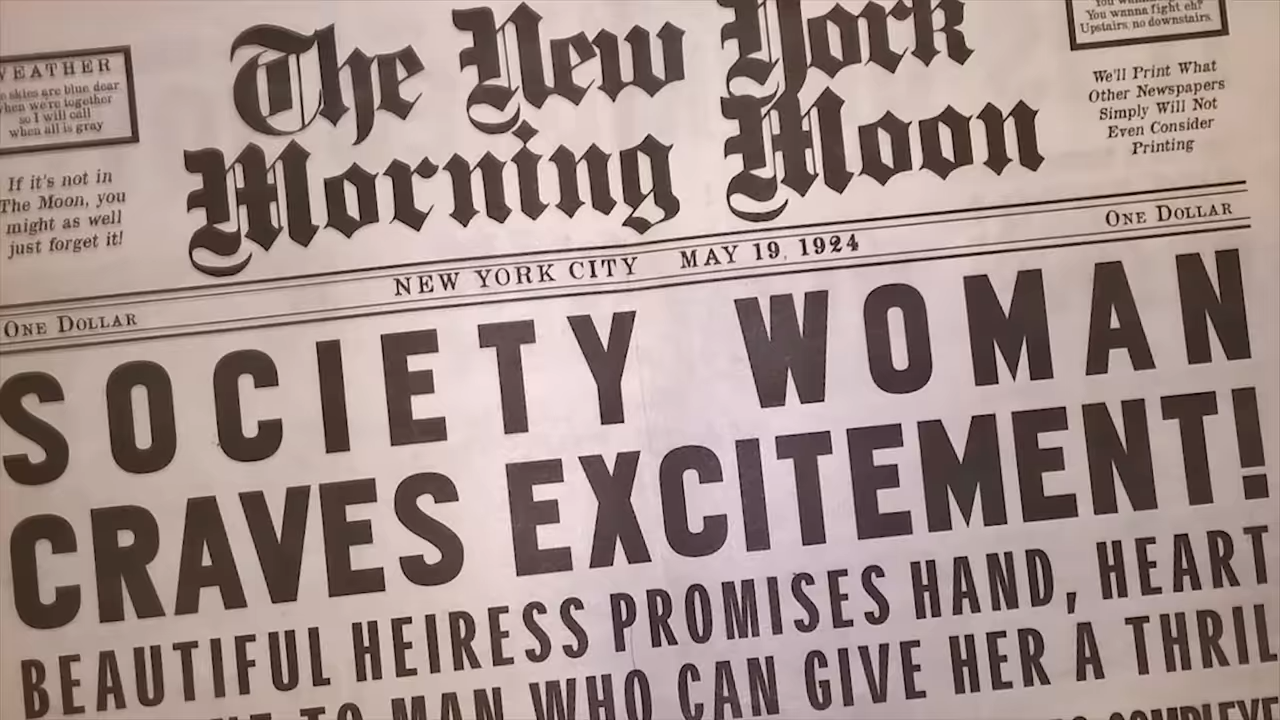 WEATHER
skies are blue dear
when we're together
so I will call
when all is gray
If it's not in
The Moon, you
might as well
just forget it!
The New York
Morning Moon
You wanna fight, eh?
Upstairs, no downstairs.
We'll Print What
Other Newspapers
Simply Will Not
Even Consider
Printing
ONE DOLLAR
NEW YORK CITY MAY 19, 1924
ONE DOLLAR
SOCIETY WOMAN
CRAVES EXCITEMENT!
BEAUTIFUL HEIRESS PROMISES HAND, HEART
TO MAN WHO CAN GIVE HER A THRIL